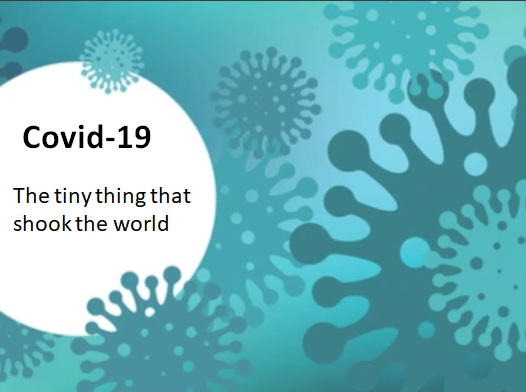 Covid-19
The tiny thing that
shook the world